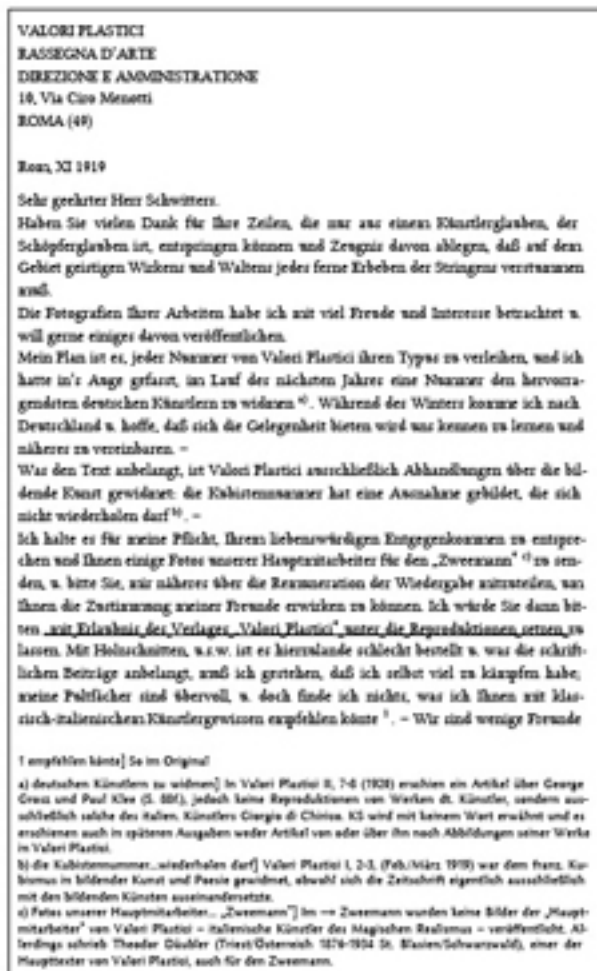 VALORI PLASTICI
RASSEGNA D'ARTE
DIREZIONE E AMMINISTRATIONE
10, Via Ciro Menotti
ROMA (49)
Rom, XI 1919
Sehr geehrter Herr Schwitters.
Haben Sie vielen Dank für Ihre Zeilen, die nur aus einem Künstlerglauben, der
Schöpferglauben ist, entspringen können und Zeugnis davon ablegen, daß auf dem
Gebiet geistigen Wirkens und Waltens jedes ferne Erbeben der Stringens verstummen
muß.
Die Fotografien Ihrer Arbeiten habe ich mit viel Freude und Interesse betrachtet u.
will gerne einiges davon veröffentlichen.
Mein Plan ist es, jeder Nummer von Valori Plastici ihren Typus zu verleihen, und ich
hatte in's Auge gefasst, im Lauf des nächsten Jahres eine Nummer den hervorra-
gendsten deutschen Künstlern zu widmen a). Während des Winters komme ich nach
Deutschland u. hoffe, daß sich die Gelegenheit bieten wird uns kennen zu lernen und
näheres zu vereinbaren. –
Was den Text anbelangt, ist Valori Plastici ausschließlich Abhandlungen über die bil-
dende Kunst gewidmet: die Kubistennummer hat eine Ausnahme gebildet, die sich
nicht wiederholen darf b). –
Ich halte es für meine Pflicht, Ihrem liebenswürdigen Entgegenkommen zu entspre-
chen und Ihnen einige Fotos unserer Hauptmitarbeiter für den „Zweemann“ c) zu sen-
den, u. bitte Sie, mir näheres über die Remuneration der Wiedergabe mitzuteilen, um
Ihnen die Zustimmung meiner Freunde erwirken zu können. Ich würde Sie dann bit-
ten „mit Erlaubnis des Verlages „Valori Plastici“ unter die Reproduktionen setzen zu
lassen. Mit Holzschnitten, u.s.w. ist es hierzulande schlecht bestellt u. was die schrift-
lichen Beiträge anbelangt, muß ich gestehen, daß ich selbst viel zu kämpfen habe;
meine Pultfächer sind übervoll, u. doch finde ich nichts, was ich Ihnen mit klas-
sisch-italienischem Künstlergewissen empfehlen könte 1. – Wir sind wenige Freunde
1 empfehlen könte] So im Original
a) deutschen Künstlern zu widmen] In Valori Plastici II, 7-8 (1920) erschien ein Artikel über George
Grosz und Paul Klee (S. 88f.), jedoch keine Reproduktionen von Werken dt. Künstler, sondern aus-
schließlich solche des italien. Künstlers Giorgio di Chirico. KS wird mit keinem Wort erwähnt und es
erschienen auch in späteren Ausgaben weder Artikel von oder über ihn noch Abbildungen seiner Werke
in Valori Plastici.
b) die Kubistennummer...wiederholen darf] Valori Plastici I, 2-3, (Feb./März 1919) war dem franz. Ku-
bismus in bildender Kunst und Poesie gewidmet, obwohl sich die Zeitschrift eigentlich ausschließlich
mit den bildenden Künsten auseinandersetzte.
c) Fotos unserer Hauptmitarbeiter... „Zweemann“] Im → Zweemann wurden keine Bilder der „Haupt-
mitarbeiter“ von Valori Plastici – italienische Künstler des Magischen Realismus – veröffentlicht. Al-
lerdings schrieb Theodor Däubler (Triest/Österreich 1876-1934 St. Blasien/Schwarzwald), einer der
Haupttexter von Valori Plastici, auch für den Zweemann.